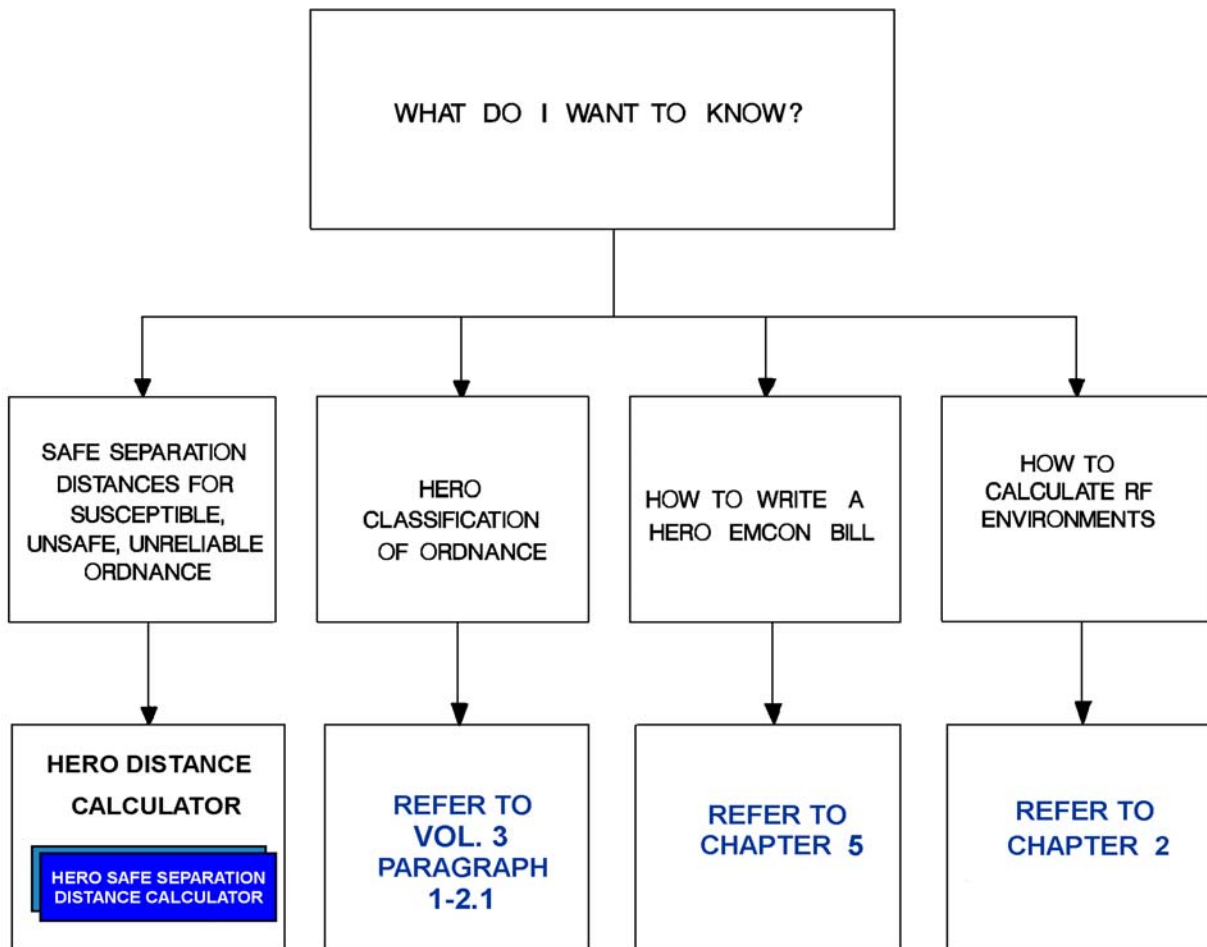 WHAT DO I WANT TO KNOW?
SAFE SEPARATION
DISTANCES FOR
SUSCEPTIBLE,
UNSAFE, UNRELIABLE
ORDNANCE
HERO
CLASSIFICATION
OF ORDNANCE
HOW TO WRITE A
HERO EMCON BILL
HOW TO
CALCULATE RF
ENVIRONMENTS
HERO DISTANCE
CALCULATOR
HERO SAFE SEPARATION
DISTANCE CALCULATOR
REFER TO
VOL. 3
PARAGRAPH
1-2.1
REFER TO
CHAPTER 5
REFER TO
CHAPTER 2